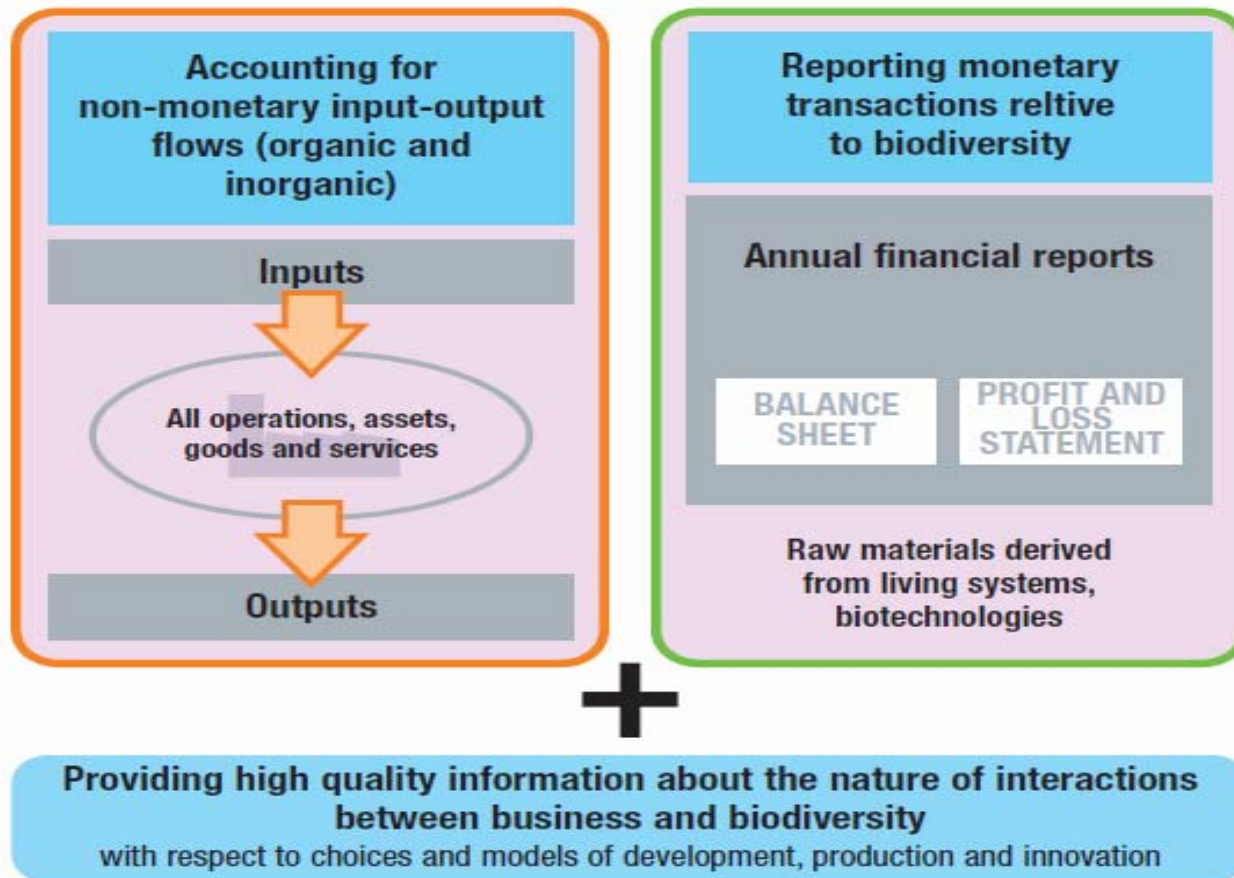 Accounting for
non-monetary input-output
flows (organic and
inorganic)
Inputs
All operations, assets,
goods and services
Outputs
Reporting monetary
transactions reltive
to biodiversity
Annual financial reports
BALANCE
SHEET
PROFIT AND
LOSS
STATEMENT
Raw materials derived
from living systems,
biotechnologies
+
Providing high quality information about the nature of interactions
between business and biodiversity
with respect to choices and models of development, production and innovation